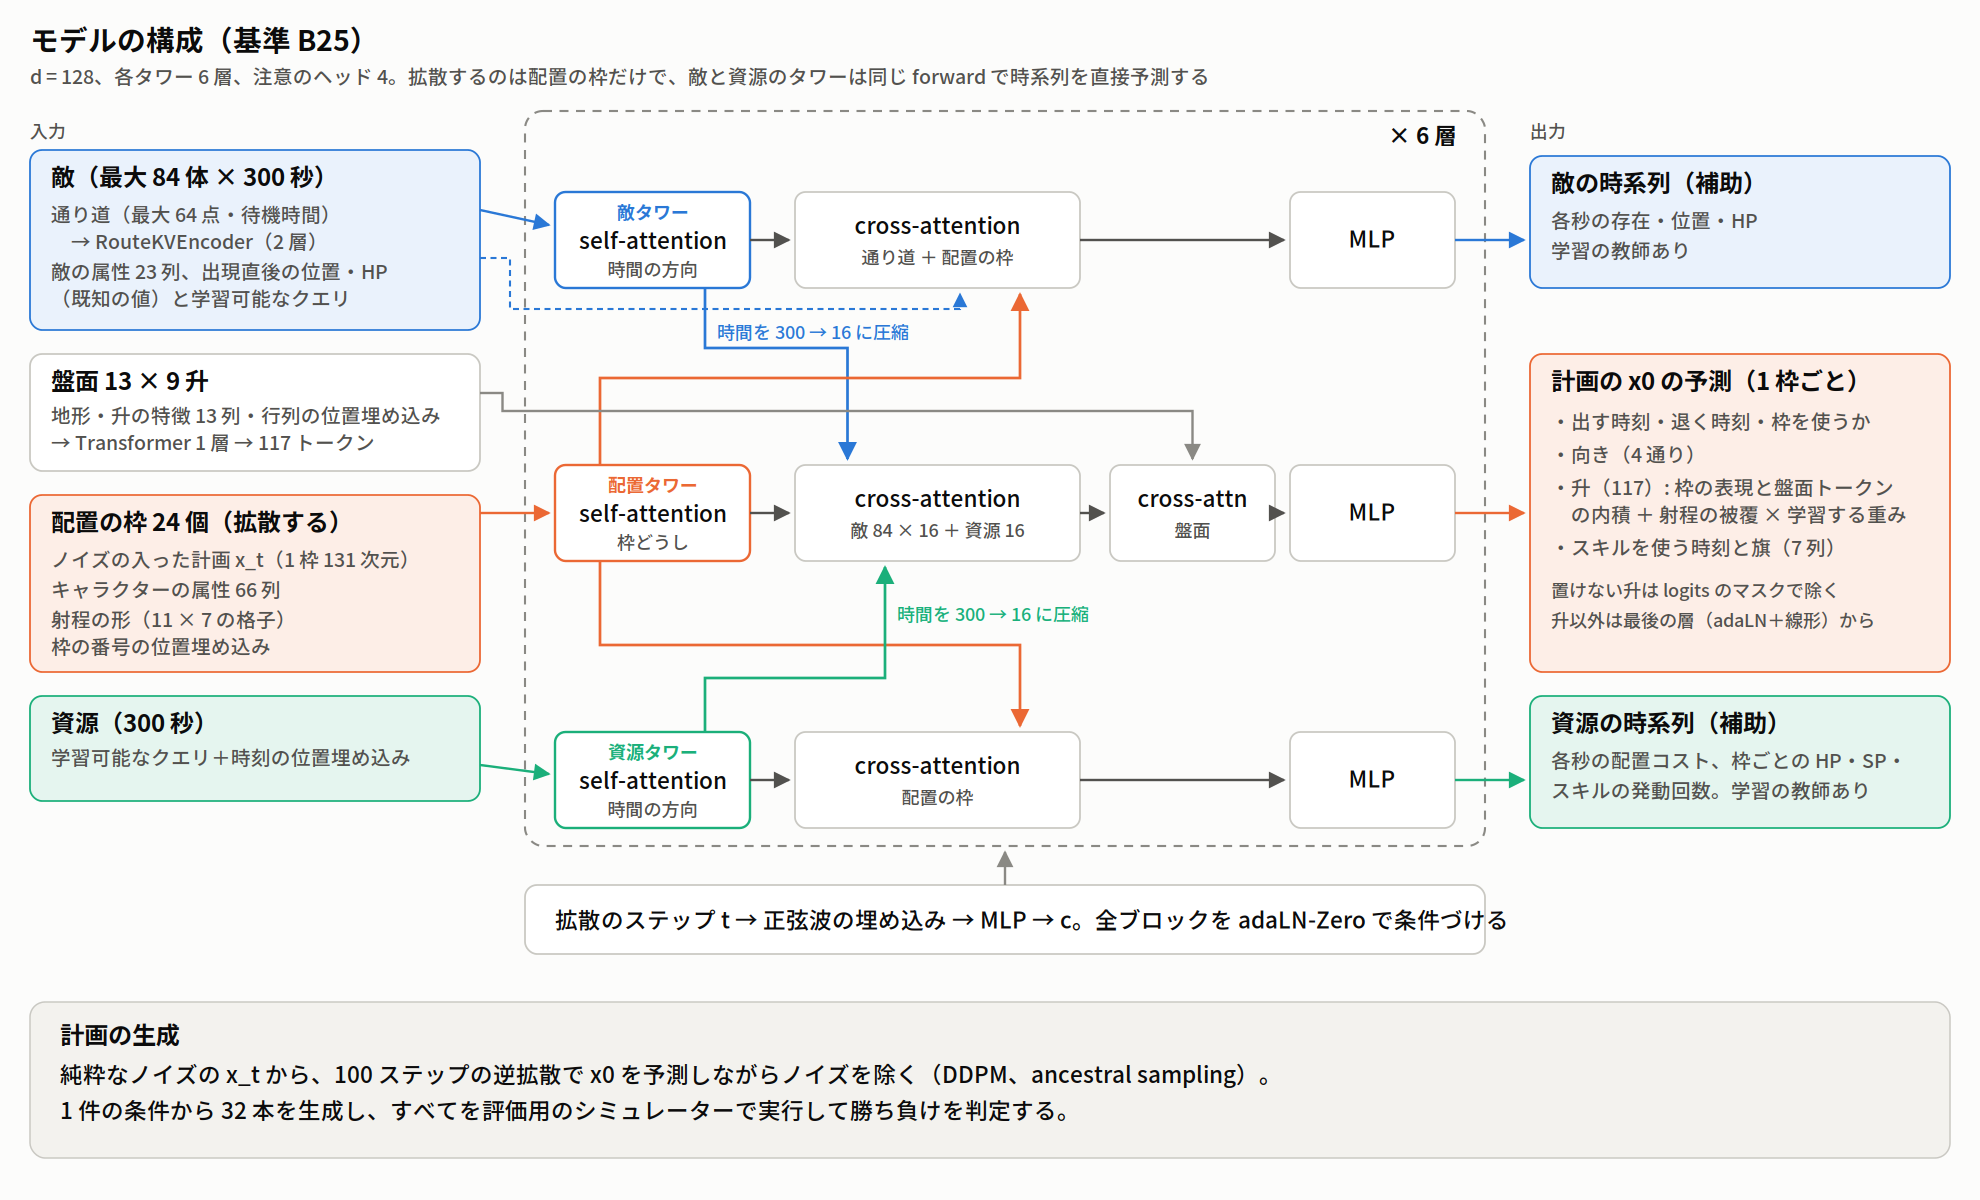 モデルの構成（基準 B25）
d = 128、各タワー 6 層、注意のヘッド 4。拡散するのは配置の枠だけで、敵と資源のタワーは同じ forward で時系列を直接予測する
入力
敵（最大 84 体 × 300 秒）
通り道（最大 64 点・待機時間）
→ RouteKVEncoder（2 層）
敵の属性 23 列、出現直後の位置・HP
（既知の値）と学習可能なクエリ
盤面 13 × 9 升
地形・升の特徴 13 列・行列の位置埋め込み
→ Transformer 1 層 → 117 トークン
配置の枠 24 個（拡散する）
ノイズの入った計画 x_t（1 枠 131 次元）
キャラクターの属性 66 列
射程の形（11 × 7 の格子）
枠の番号の位置埋め込み
資源（300 秒）
学習可能なクエリ＋時刻の位置埋め込み
× 6 層
敵タワー
self-attention
時間の方向
cross-attention
通り道 ＋ 配置の枠
MLP
時間を 300 → 16 に圧縮
配置タワー
self-attention
枠どうし
cross-attention
敵 84 × 16 ＋ 資源 16
cross-attn
盤面
MLP
時間を 300 → 16 に圧縮
資源タワー
self-attention
時間の方向
cross-attention
配置の枠
MLP
拡散のステップ t → 正弦波の埋め込み → MLP → c。全ブロックを adaLN-Zero で条件づける
出力
敵の時系列（補助）
各秒の存在・位置・HP
学習の教師あり
計画の x0 の予測（1 枠ごと）
・出す時刻・退く時刻・枠を使うか
・向き（4 通り）
・升（117）: 枠の表現と盤面トークン
の内積 ＋ 射程の被覆 × 学習する重み
・スキルを使う時刻と旗（7 列）
置けない升は logits のマスクで除く
升以外は最後の層（adaLN＋線形）から
資源の時系列（補助）
各秒の配置コスト、枠ごとの HP・SP・
スキルの発動回数。学習の教師あり
計画の生成
純粋なノイズの x_t から、100 ステップの逆拡散で x0 を予測しながらノイズを除く（DDPM、ancestral sampling）。
1 件の条件から 32 本を生成し、すべてを評価用のシミュレーターで実行して勝ち負けを判定する。